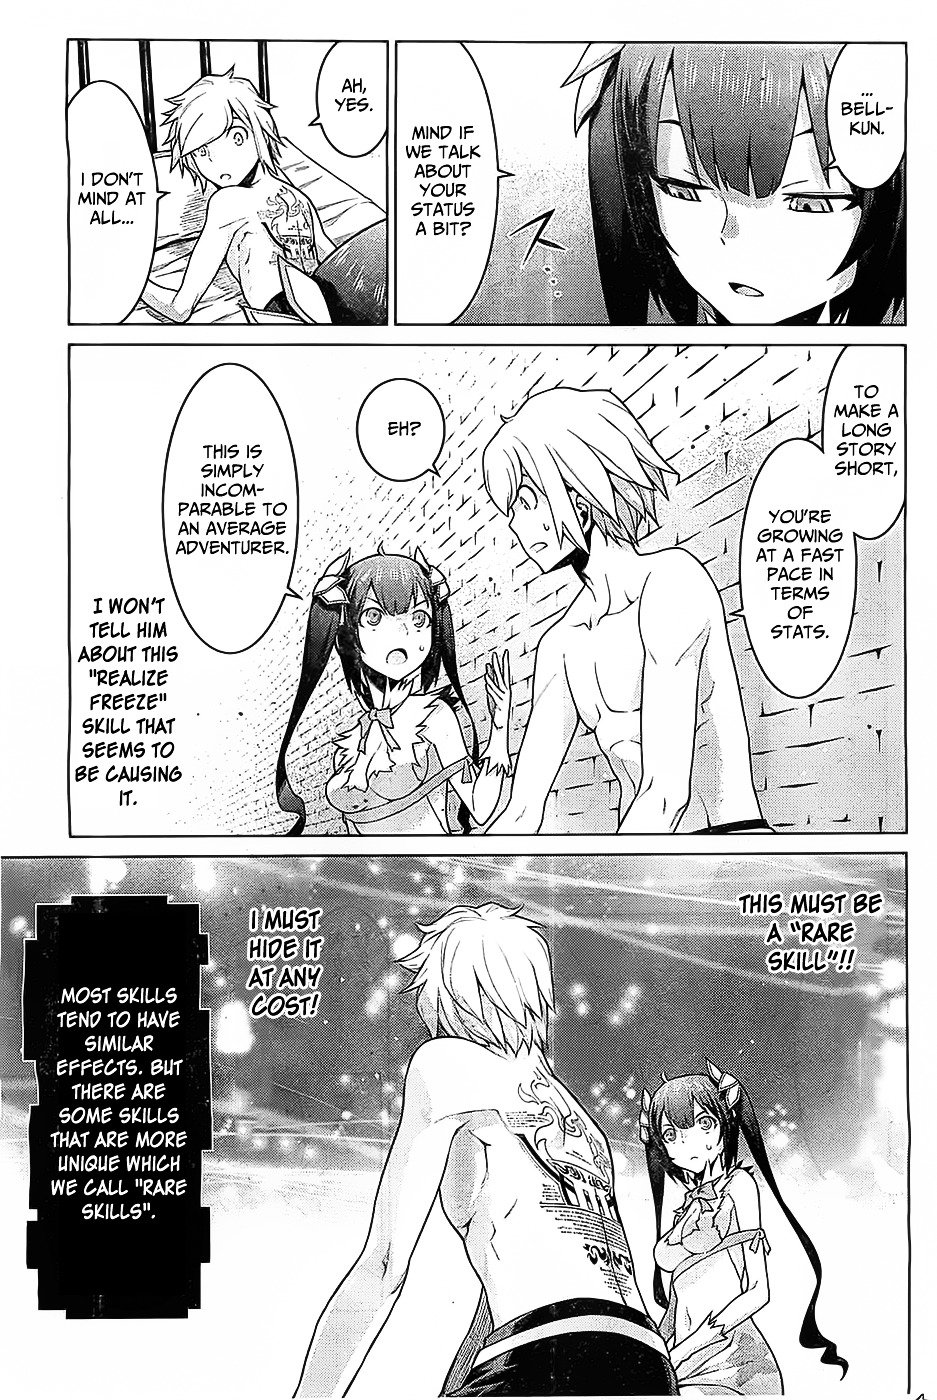 ...
BELL-
KUN.
MIND IF
WE TALK
ABOUT
YOUR
STATUS
A BIT?
AH,
YES.
I DON'T
MIND AT
ALL...
TO
MAKE A
LONG
STORY
SHORT,
YOU'RE
GROWING
AT A FAST
PACE IN
TERMS
OF
STATS.
EH?
THIS IS
SIMPLY
INCOM-
PARABLE TO
AN AVERAGE
ADVENTURER.
I WON'T
TELL HIM
ABOUT THIS
"REALIZE
FREEZE"
SKILL THAT
SEEMS TO
BE CAUSING
IT.
THIS MUST BE
A "RARE
SKILL"!!
I MUST
HIDE IT
AT ANY
COST!
MOST SKILLS
TEND TO HAVE
SIMILAR
EFFECTS. BUT
THERE ARE
SOME SKILLS
THAT ARE MORE
UNIQUE WHICH
WE CALL "RARE
SKILLS".